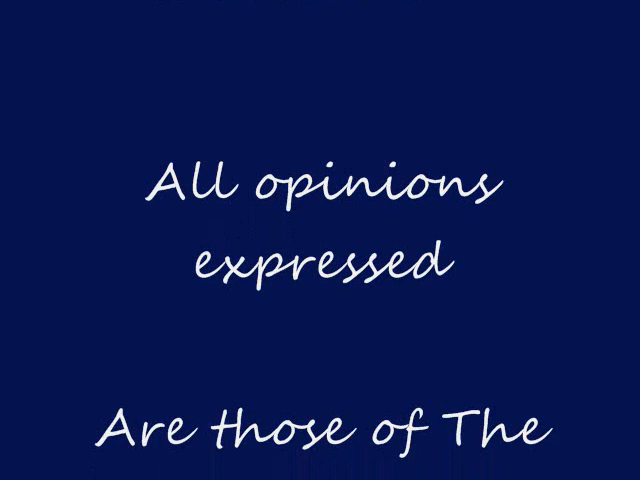 All opinions
expressed
Are those of The